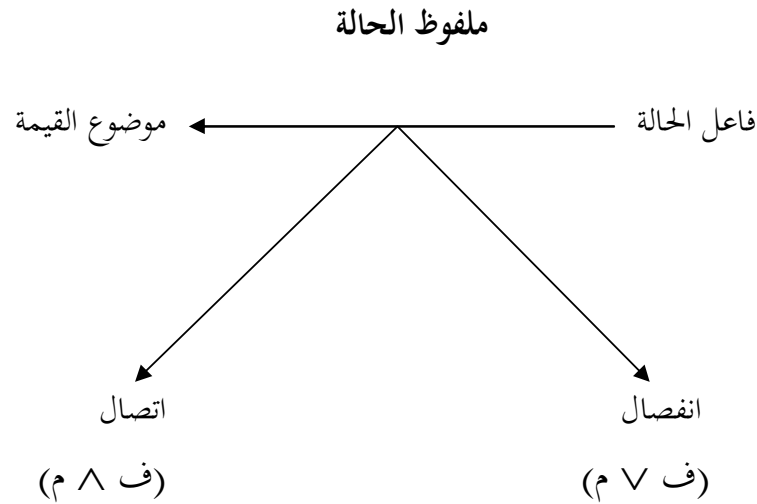 ملفوظ الحالة
فاعل الحالة موضوع القيمة
انفصال اتصال
(ف ∨ م) (ف ∧ م)